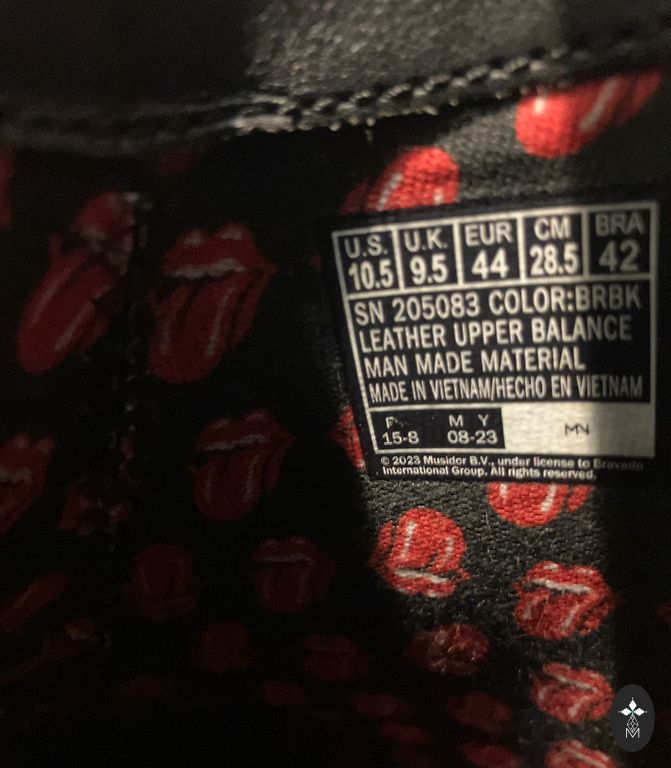 U.S. U.K. EUR CM BRA
10.5 9.5 44 28.5 42
SN 205083 COLOR:BRBK
LEATHER UPPER BALANCE
MAN MADE MATERIAL
MADE IN VIETNAM/HECHO EN VIETNAM
M Y
15-8 08-23 MN
© 2023 Musidor B.V., under license to Bravado
International Group. All rights reserved.
M